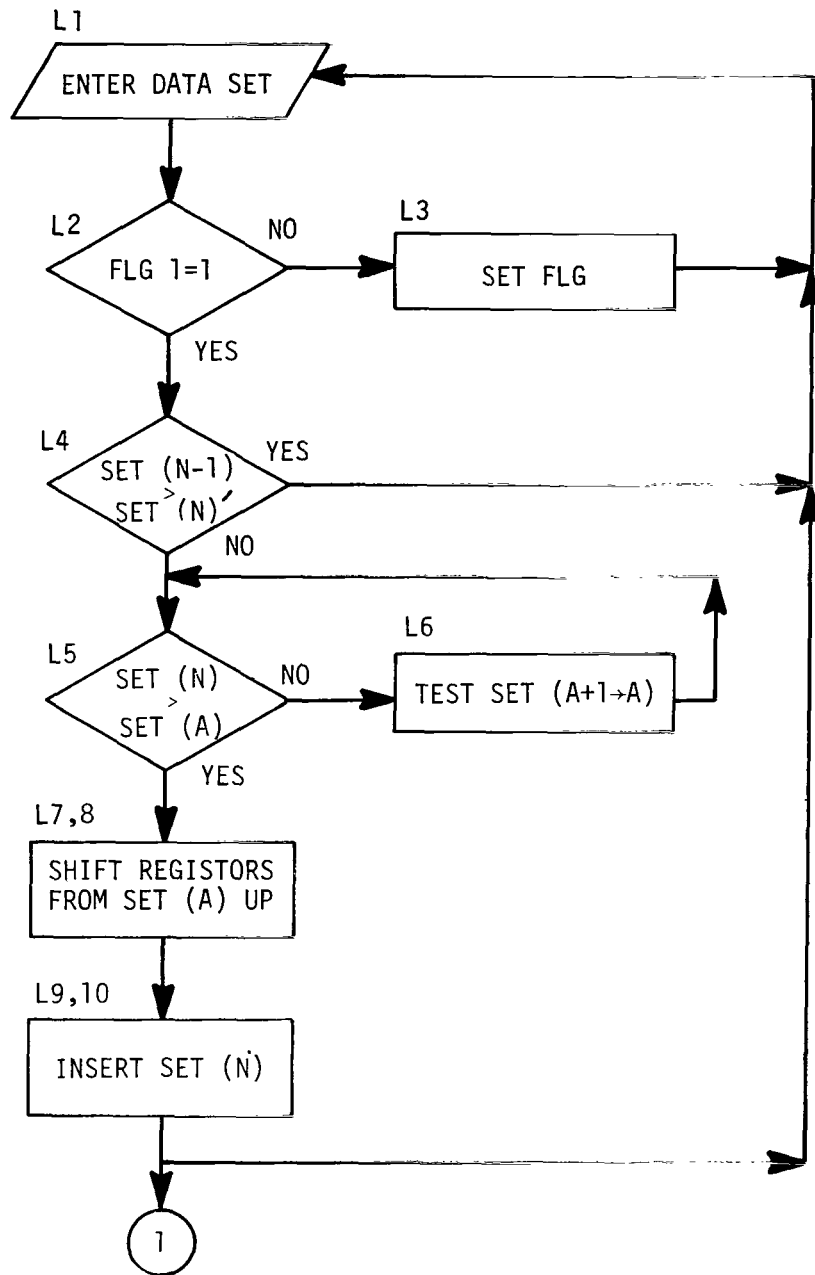 L1
ENTER DATA SET
L2
FLG 1=1
NO
YES
L3
SET FLG
L4
SET (N-1)
>
SET (N)
YES
NO
L5
SET (N)
>
SET (A)
NO
YES
L6
TEST SET (A+1→A)
L7,8
SHIFT REGISTORS
FROM SET (A) UP
L9,10
INSERT SET (N)
1